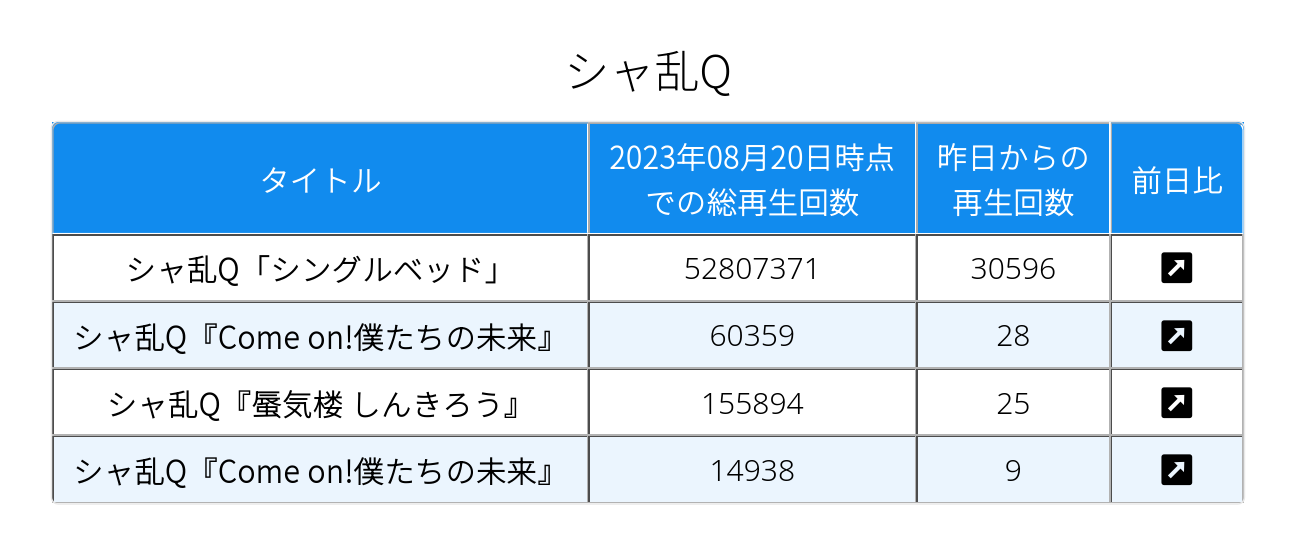 シャ乱Q
タイトル
2023年08月20日時点
での総再生回数
昨日からの
再生回数
前日比
シャ乱Q「シングルベッド」 52807371 30596
シャ乱Q『Come on!僕たちの未来』 60359 28
シャ乱Q『蜃気楼 しんきろう』 155894 25
シャ乱Q『Come on!僕たちの未来』 14938 9